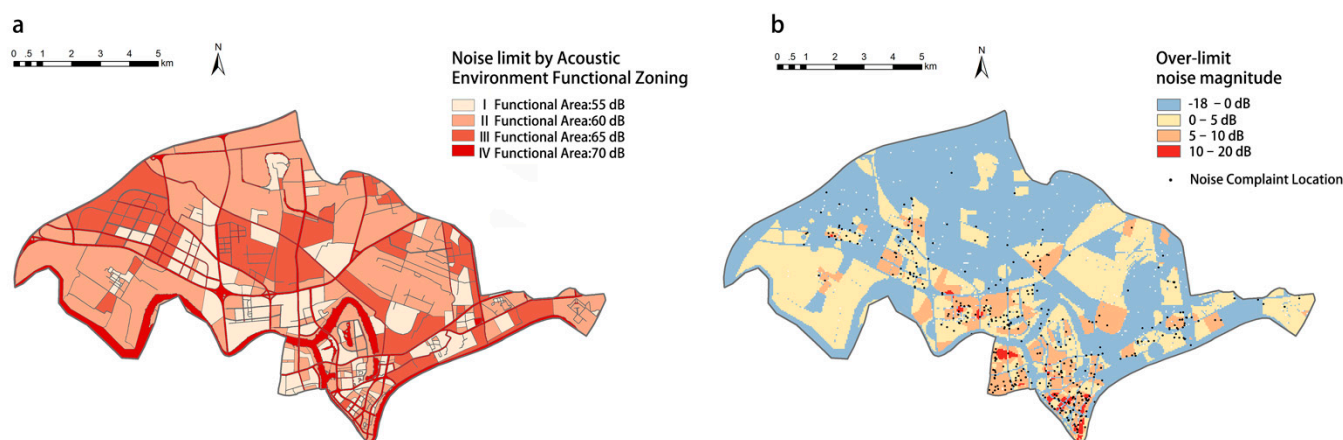 a
0 .5 1 2 3 4 5
km
N
Noise limit by Acoustic
Environment Functional Zoning
I Functional Area:55 dB
II Functional Area:60 dB
III Functional Area:65 dB
IV Functional Area:70 dB
b
0 .5 1 2 3 4 5
km
N
Over-limit
noise magnitude
-18 – 0 dB
0 – 5 dB
5 – 10 dB
10 – 20 dB
Noise Complaint Location